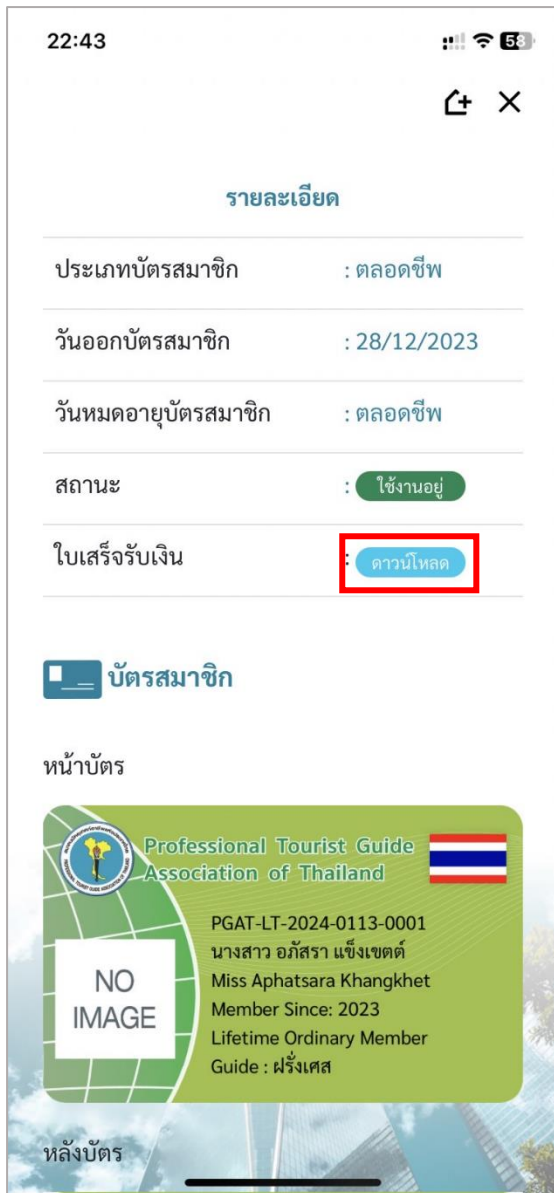 22:43
58
รายละเอียด
ประเภทบัตรสมาชิก : ตลอดชีพ
วันออกบัตรสมาชิก : 28/12/2023
วันหมดอายุบัตรสมาชิก : ตลอดชีพ
สถานะ : ใช้งานอยู่
ใบเสร็จรับเงิน : ดาวน์โหลด
บัตรสมาชิก
หน้าบัตร
Professional Tourist Guide
Association of Thailand
PGAT-LT-2024-0113-0001
นางสาว อภัสรา แข็งเขตต์
Miss Aphatsara Khangkhet
Member Since: 2023
Lifetime Ordinary Member
Guide : ฝรั่งเศส
NO
IMAGE
หลังบัตร